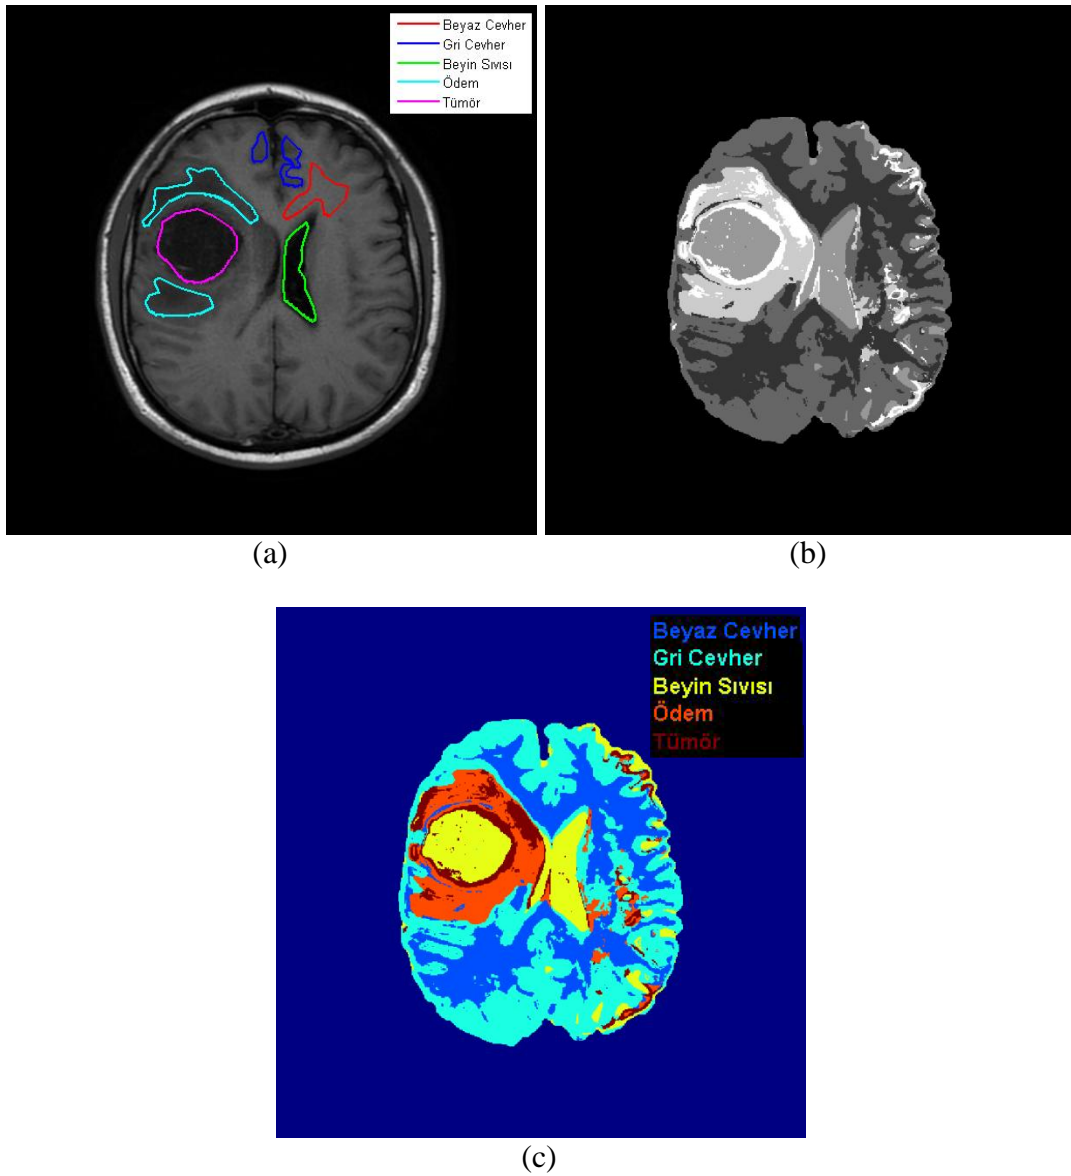 Beyaz Cevher
Gri Cevher
Beyin Sıvısı
Ödem
Tümör
(a)
(b)
Beyaz Cevher
Gri Cevher
Beyin Sıvısı
Ödem
Tümör
(c)